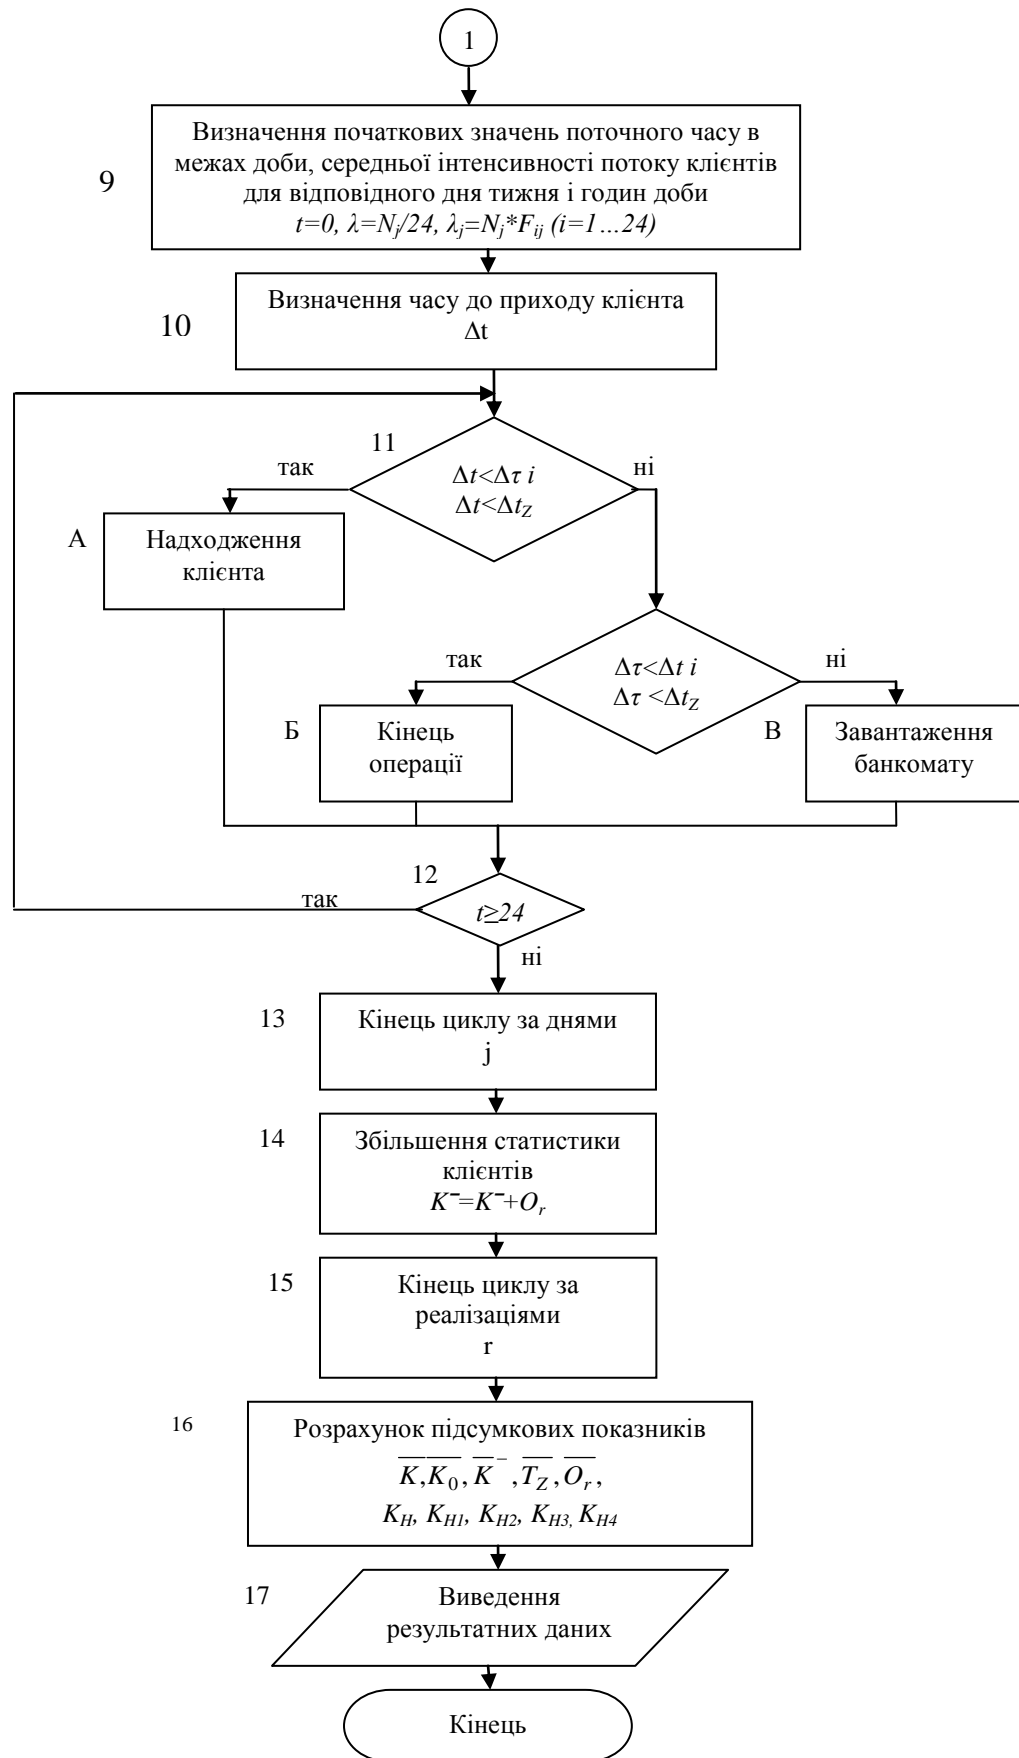 1
9
Визначення початкових значень поточного часу в
межах доби, середньої інтенсивності потоку клієнтів
для відповідного дня тижня і годин доби
t=0, λ=Nj/24, λj=Nj*Fij (i=1…24)
10
Визначення часу до приходу клієнта
Δt
11
так
Δt<Δτ і
Δt<ΔtZ
ні
А
Надходження
клієнта
так
Δτ<Δt і
Δτ <ΔtZ
ні
Б
Кінець
операції
В
Завантаження
банкомату
12
так
t≥24
ні
13
Кінець циклу за днями
j
14
Збільшення статистики
клієнтів
K⁻=K⁻+Or
15
Кінець циклу за
реалізаціями
r
16
Розрахунок підсумкових показників
K̅, K̅0, K̅⁻, T̅Z, O̅r,
KH, KH1, KH2, KH3, KH4
17
Виведення
результатних даних
Кінець